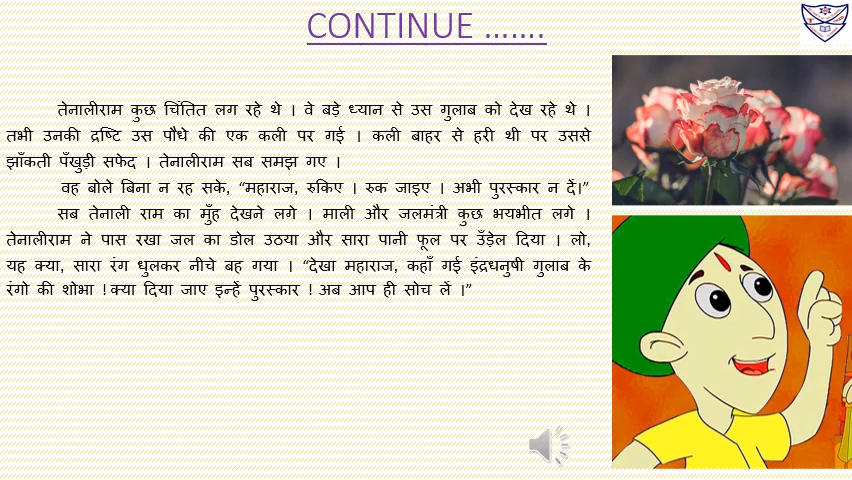 CONTINUE .......
तेनालीराम कुछ चिंतित लग रहे थे । वे बड़े ध्यान से उस गुलाब को देख रहे थे ।
तभी उनकी द्रष्टि उस पौधे की एक कली पर गई । कली बाहर से हरी थी पर उससे
झाँकती पँखुड़ी सफेद । तेनालीराम सब समझ गए ।
वह बोले बिना न रह सके, “महाराज, रुकिए । रुक जाइए । अभी पुरस्कार न दें।”
सब तेनाली राम का मुँह देखने लगे । माली और जलमंत्री कुछ भयभीत लगे ।
तेनालीराम ने पास रखा जल का डोल उठया और सारा पानी फूल पर उँड़ेल दिया । लो,
यह क्या, सारा रंग धुलकर नीचे बह गया । “देखा महाराज, कहाँ गई इंद्रधनुषी गुलाब के
रंगो की शोभा ! क्या दिया जाए इन्हें पुरस्कार ! अब आप ही सोच लें ।”